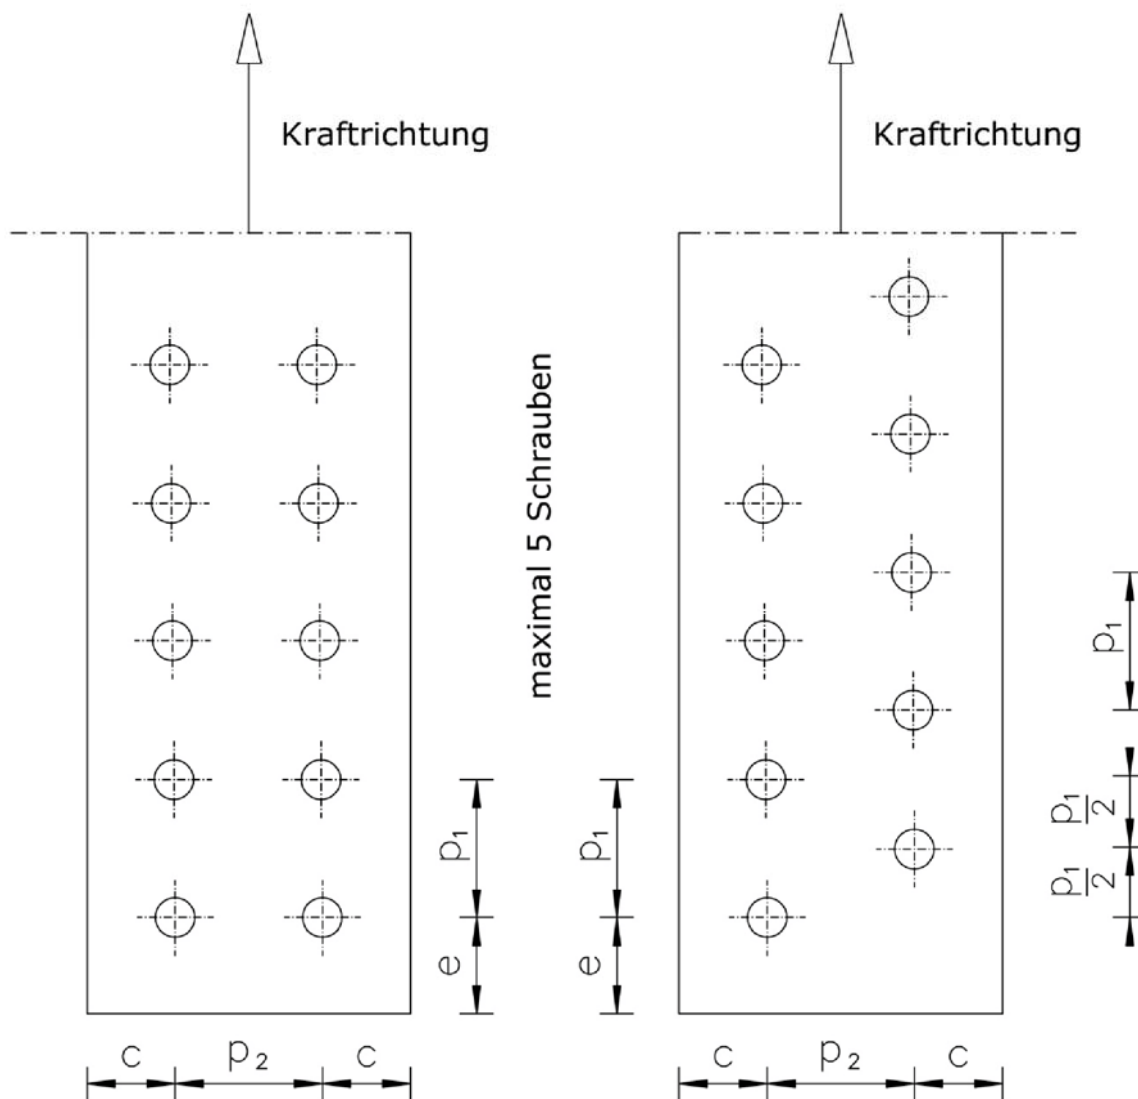 Kraftrichtung
Kraftrichtung
maximal 5 Schrauben
p₁
p₁
p₁
p₁/2
p₁/2
e
e
c
p₂
c
c
p₂
c